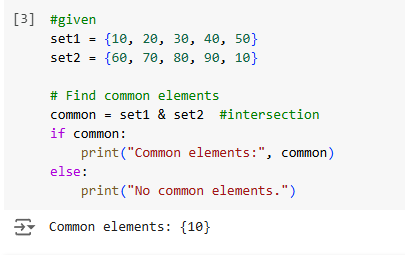 [3] #given
set1 = {10, 20, 30, 40, 50}
set2 = {60, 70, 80, 90, 10}

# Find common elements
common = set1 & set2  #intersection
if common:
    print("Common elements:", common)
else:
    print("No common elements.")

Common elements: {10}